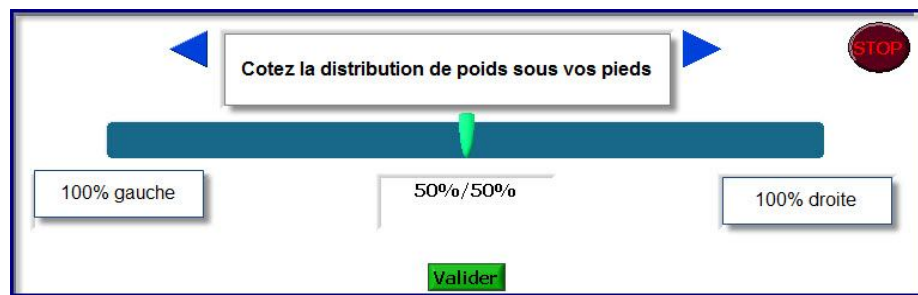 Cotez la distribution de poids sous vos pieds
STOP
100% gauche
50%/50%
100% droite
Valider